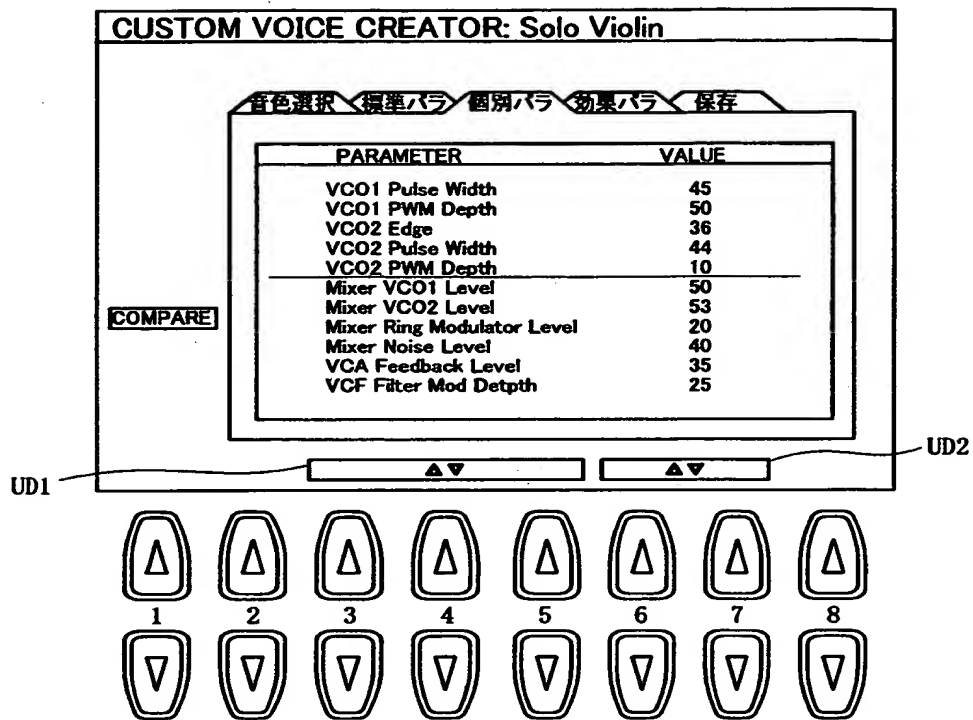 CUSTOM VOICE CREATOR: Solo Violin
音色選択 標準パラ 個別パラ 効果パラ 保存
PARAMETER VALUE
VCO1 Pulse Width 45
VCO1 PWM Depth 50
VCO2 Edge 36
VCO2 Pulse Width 44
VCO2 PWM Depth 10
Mixer VCO1 Level 50
Mixer VCO2 Level 53
Mixer Ring Modulator Level 20
Mixer Noise Level 40
VCA Feedback Level 35
VCF Filter Mod Detpth 25
COMPARE
UD1
UD2
1 2 3 4 5 6 7 8